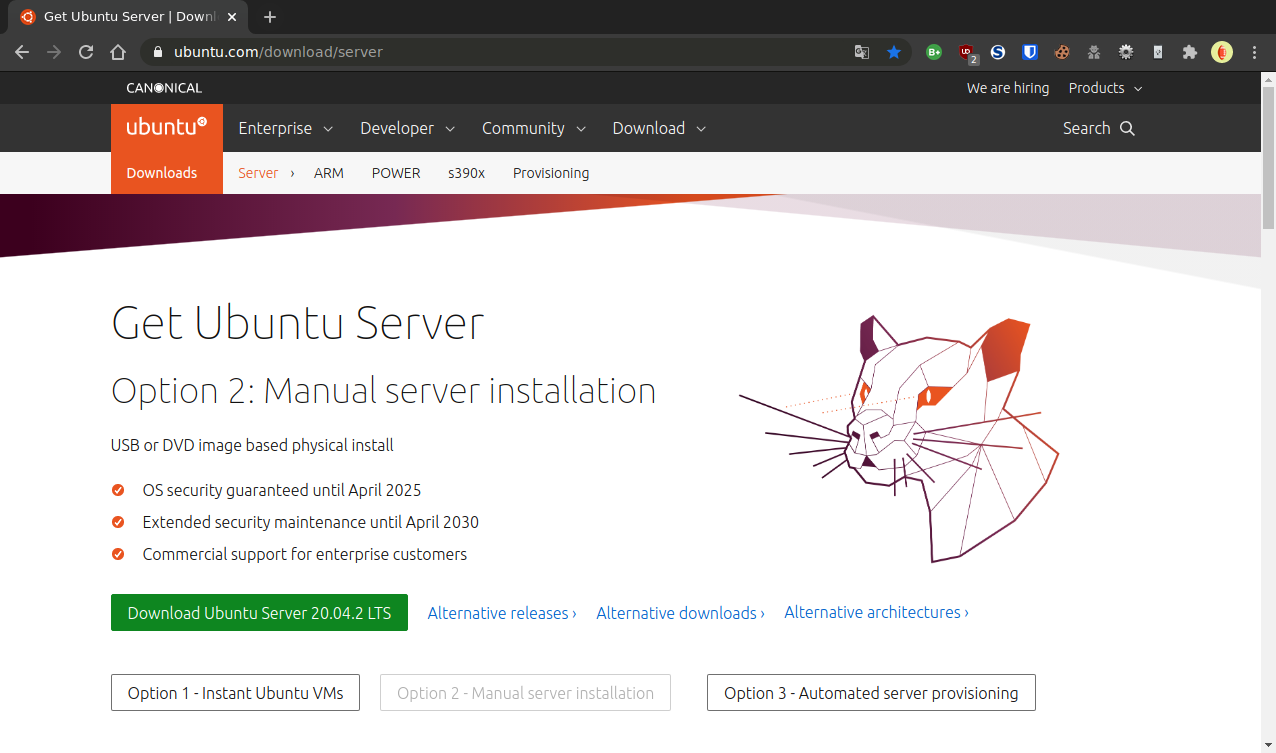 Get Ubuntu Server | Downl
ubuntu.com/download/server
B+
2
CANONICAL
We are hiring Products
ubuntu Enterprise Developer Community Download Search
Downloads Server › ARM POWER s390x Provisioning
Get Ubuntu Server
Option 2: Manual server installation
USB or DVD image based physical install
OS security guaranteed until April 2025
Extended security maintenance until April 2030
Commercial support for enterprise customers
Download Ubuntu Server 20.04.2 LTS Alternative releases › Alternative downloads › Alternative architectures ›
Option 1 - Instant Ubuntu VMs Option 2 - Manual server installation Option 3 - Automated server provisioning